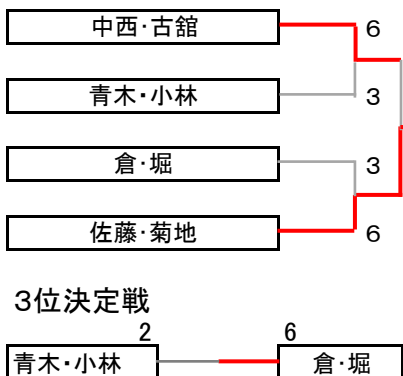 中西・古舘 6
青木・小林 3
倉・堀 3
佐藤・菊地 6
3位決定戦
2 6
青木・小林 倉・堀